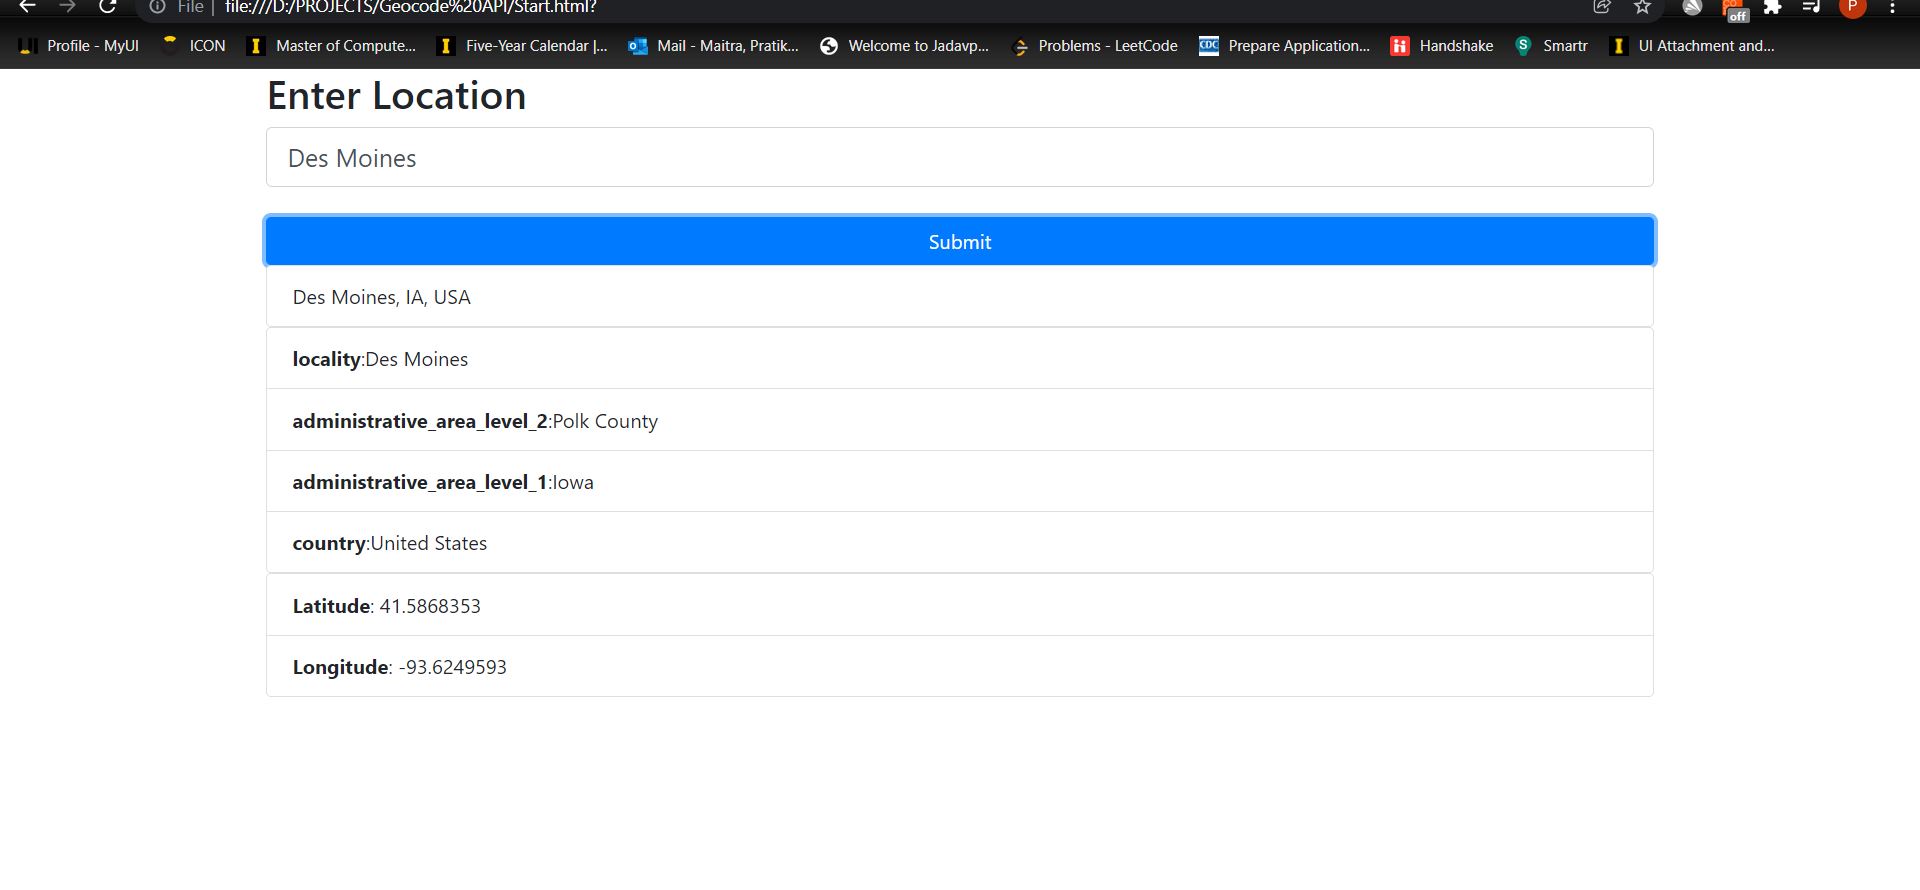 File | file:///D:/PROJECTS/Geocode%20API/Start.html?
off P
Profile - MyUI ICON Master of Compute... Five-Year Calendar |... Mail - Maitra, Pratik... Welcome to Jadavp... Problems - LeetCode CDC Prepare Application... Handshake S Smartr UI Attachment and...
Enter Location
Des Moines
Submit
Des Moines, IA, USA
locality:Des Moines
administrative_area_level_2:Polk County
administrative_area_level_1:Iowa
country:United States
Latitude: 41.5868353
Longitude: -93.6249593